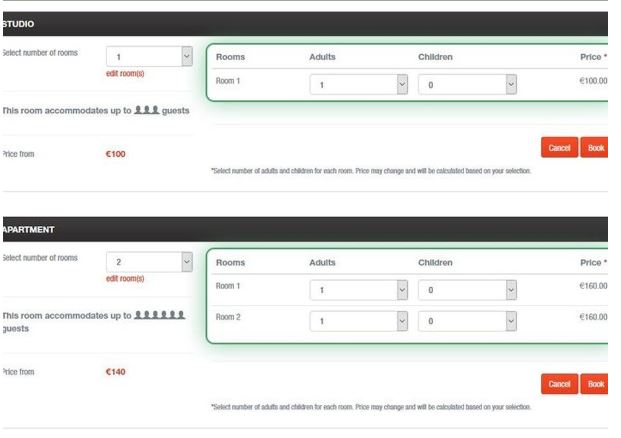 STUDIO
Select number of rooms
1
edit room(s)
Rooms Adults Children Price *
Room 1 1 0 €100.00
This room accommodates up to guests
Price from €100
Cancel Book
*Select number of adults and children for each room. Price may change and will be calculated based on your selection.
APARTMENT
Select number of rooms
2
edit room(s)
Rooms Adults Children Price *
Room 1 1 0 €160.00
Room 2 1 0 €160.00
This room accommodates up to
guests
Price from €140
Cancel Book
*Select number of adults and children for each room. Price may change and will be calculated based on your selection.